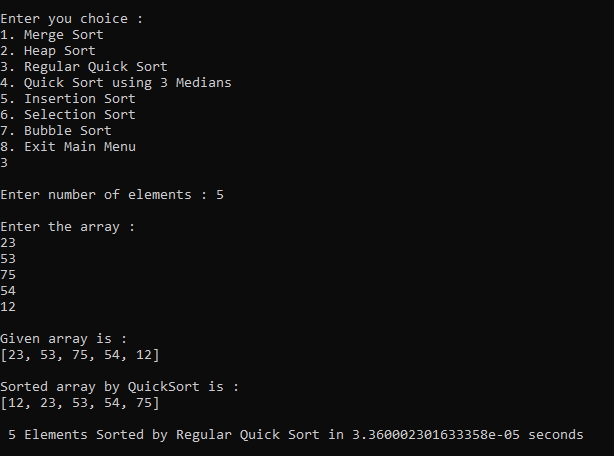 Enter you choice :
1. Merge Sort
2. Heap Sort
3. Regular Quick Sort
4. Quick Sort using 3 Medians
5. Insertion Sort
6. Selection Sort
7. Bubble Sort
8. Exit Main Menu
3
Enter number of elements : 5
Enter the array :
23
53
75
54
12
Given array is :
[23, 53, 75, 54, 12]
Sorted array by QuickSort is :
[12, 23, 53, 54, 75]
5 Elements Sorted by Regular Quick Sort in 3.360002301633358e-05 seconds